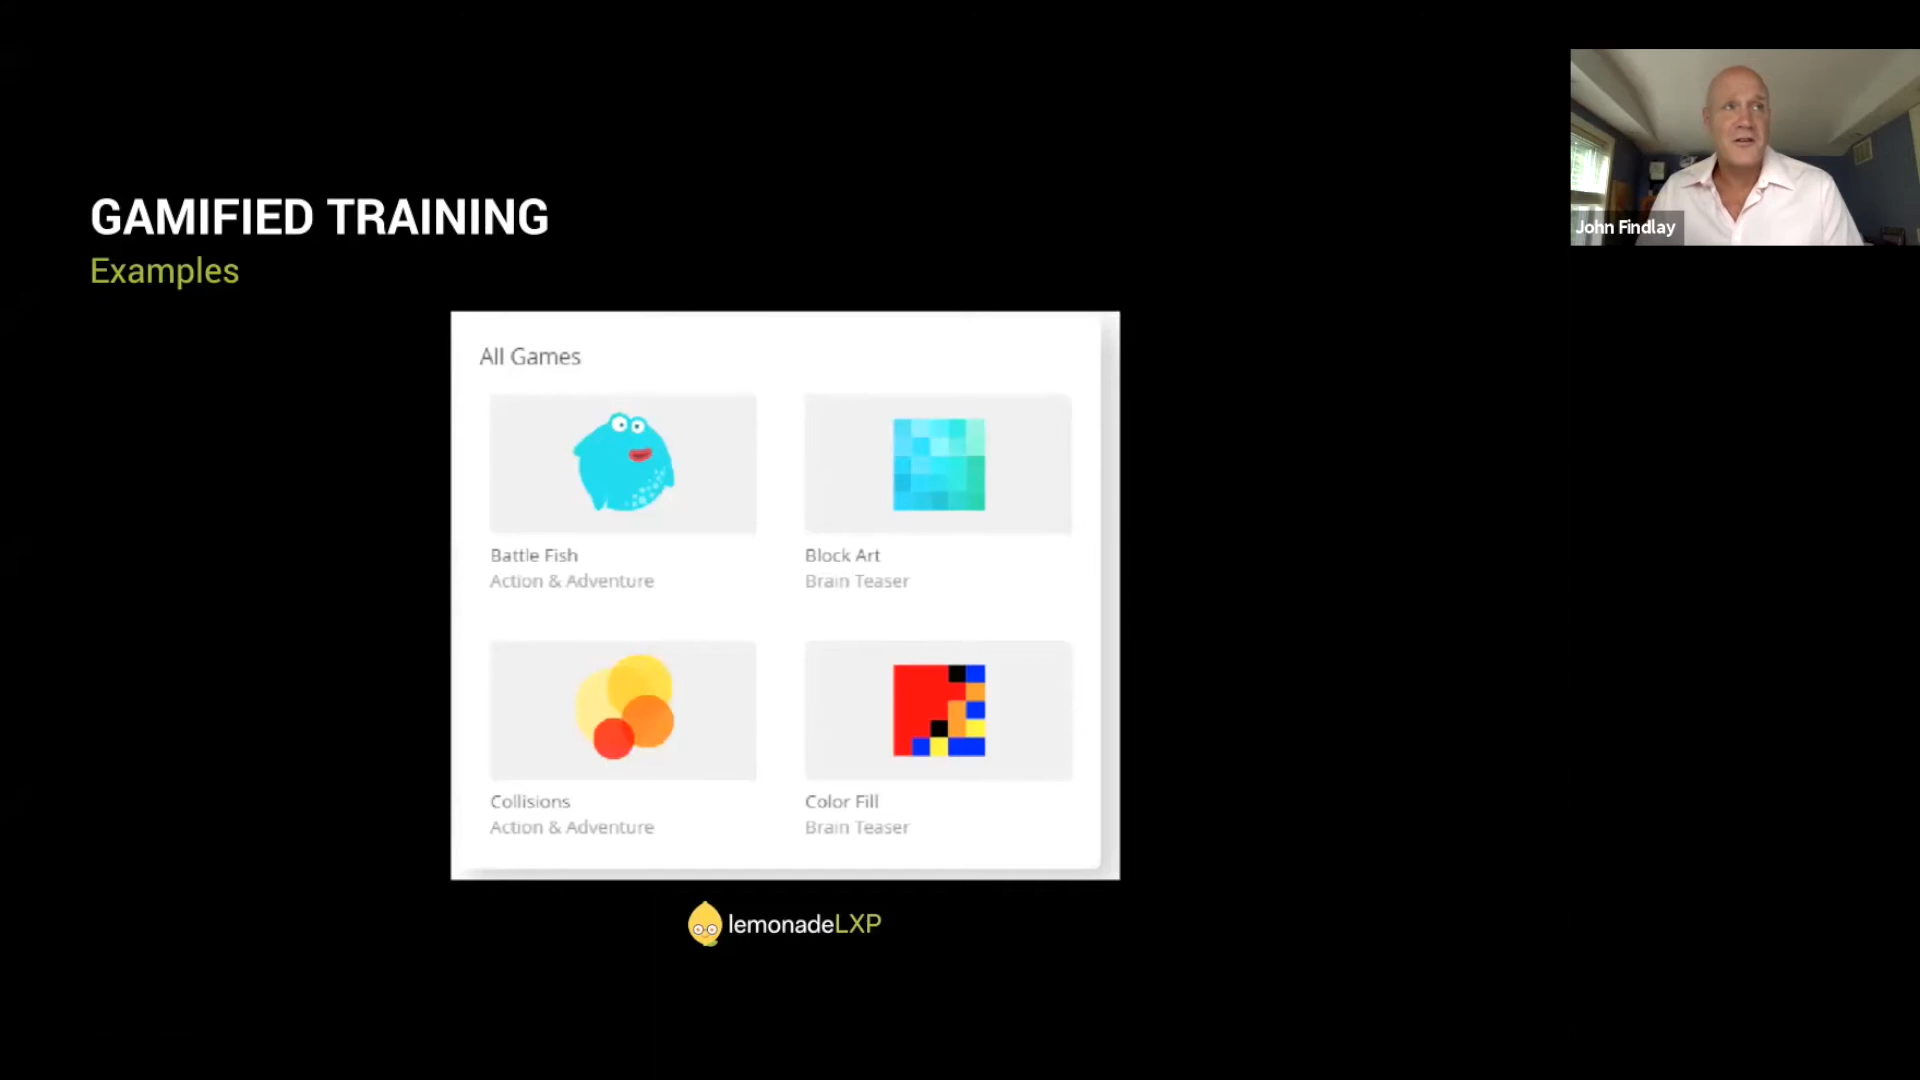 GAMIFIED TRAINING
Examples
John Findlay
All Games
Battle Fish
Action & Adventure
Block Art
Brain Teaser
Collisions
Action & Adventure
Color Fill
Brain Teaser
lemonadeLXP